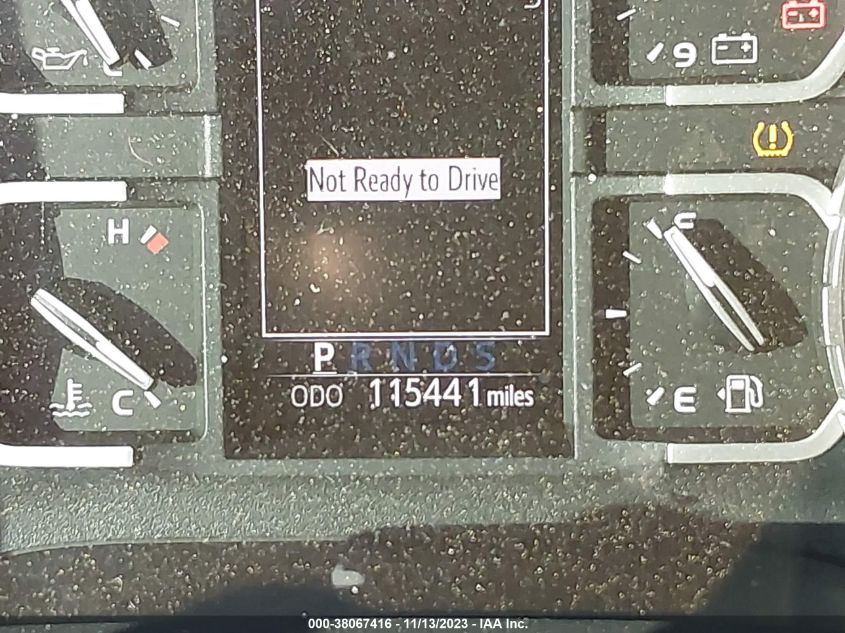 9
Not Ready to Drive
H
C
P R N D S
ODO 115441 miles
E
000-38067416 - 11/13/2023 - IAA Inc.